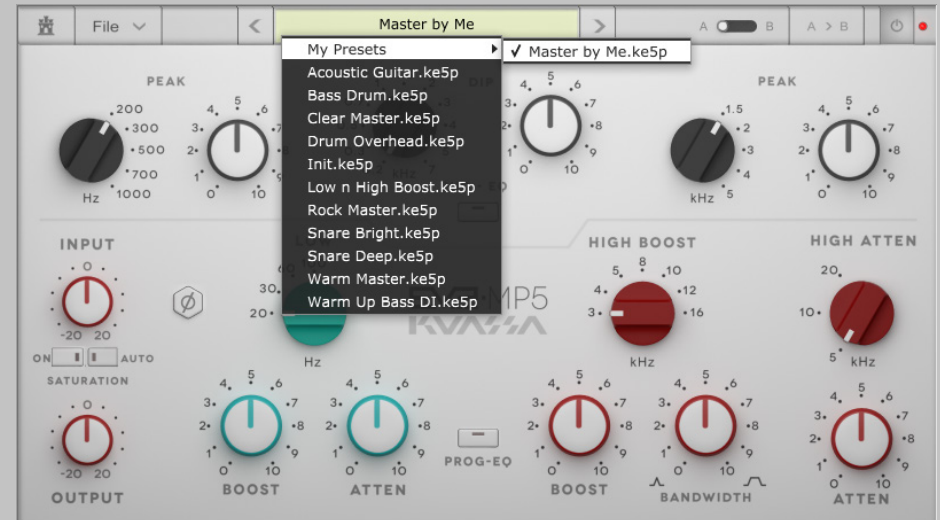 File
Master by Me
A B
A > B
My Presets
Master by Me.ke5p
Acoustic Guitar.ke5p
Bass Drum.ke5p
Clear Master.ke5p
Drum Overhead.ke5p
Init.ke5p
Low n High Boost.ke5p
Rock Master.ke5p
Snare Bright.ke5p
Snare Deep.ke5p
Warm Master.ke5p
Warm Up Bass DI.ke5p
PEAK
200
300
500
700
1000
Hz
0 1 2 3 4 5 6 7 9 10
DIP
0 1 2 4 5 6 7 8 9 10
PEAK
1.5
2
3
4
5
kHz
0 1 2 3 4 5 6 7 8 9 10
INPUT
0
-20 20
ON AUTO
SATURATION
0
-20 20
OUTPUT
20
30
60
Hz
MP5
KVAZZA
HIGH BOOST
3 4 5 8 10 12 16
kHz
HIGH ATTEN
20
10
5
kHz
0 1 2 3 4 5 6 7 8 9 10
BOOST
0 1 2 3 4 5 6 7 8 9 10
ATTEN
PROG-EQ
0 1 2 3 4 5 6 7 8 9 10
BOOST
0 1 2 3 4 5 6 7 8 9 10
BANDWIDTH
0 1 2 3 4 5 6 7 8 9 10
ATTEN